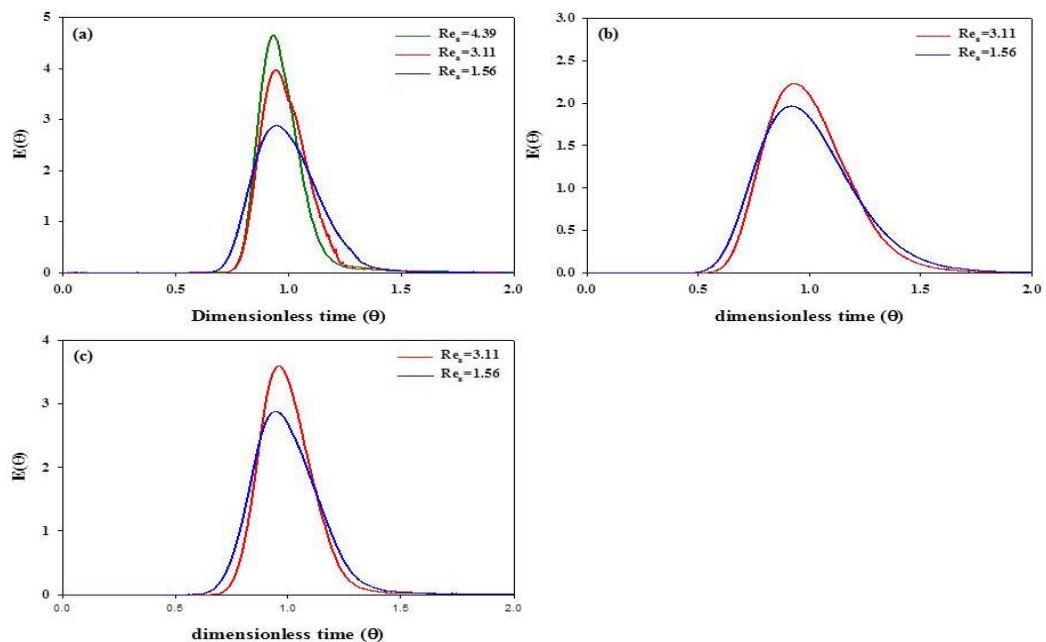 (a)
Reₐ=4.39
Reₐ=3.11
Reₐ=1.56
E(Θ)
5
4
3
2
1
0
0.0 0.5 1.0 1.5 2.0
Dimensionless time (Θ)
(b)
Reₐ=3.11
Reₐ=1.56
E(Θ)
3.0
2.5
2.0
1.5
1.0
0.5
0.0
0.0 0.5 1.0 1.5 2.0
dimensionless time (Θ)
(c)
Reₐ=3.11
Reₐ=1.56
E(Θ)
4
3
2
1
0
0.0 0.5 1.0 1.5 2.0
dimensionless time (Θ)